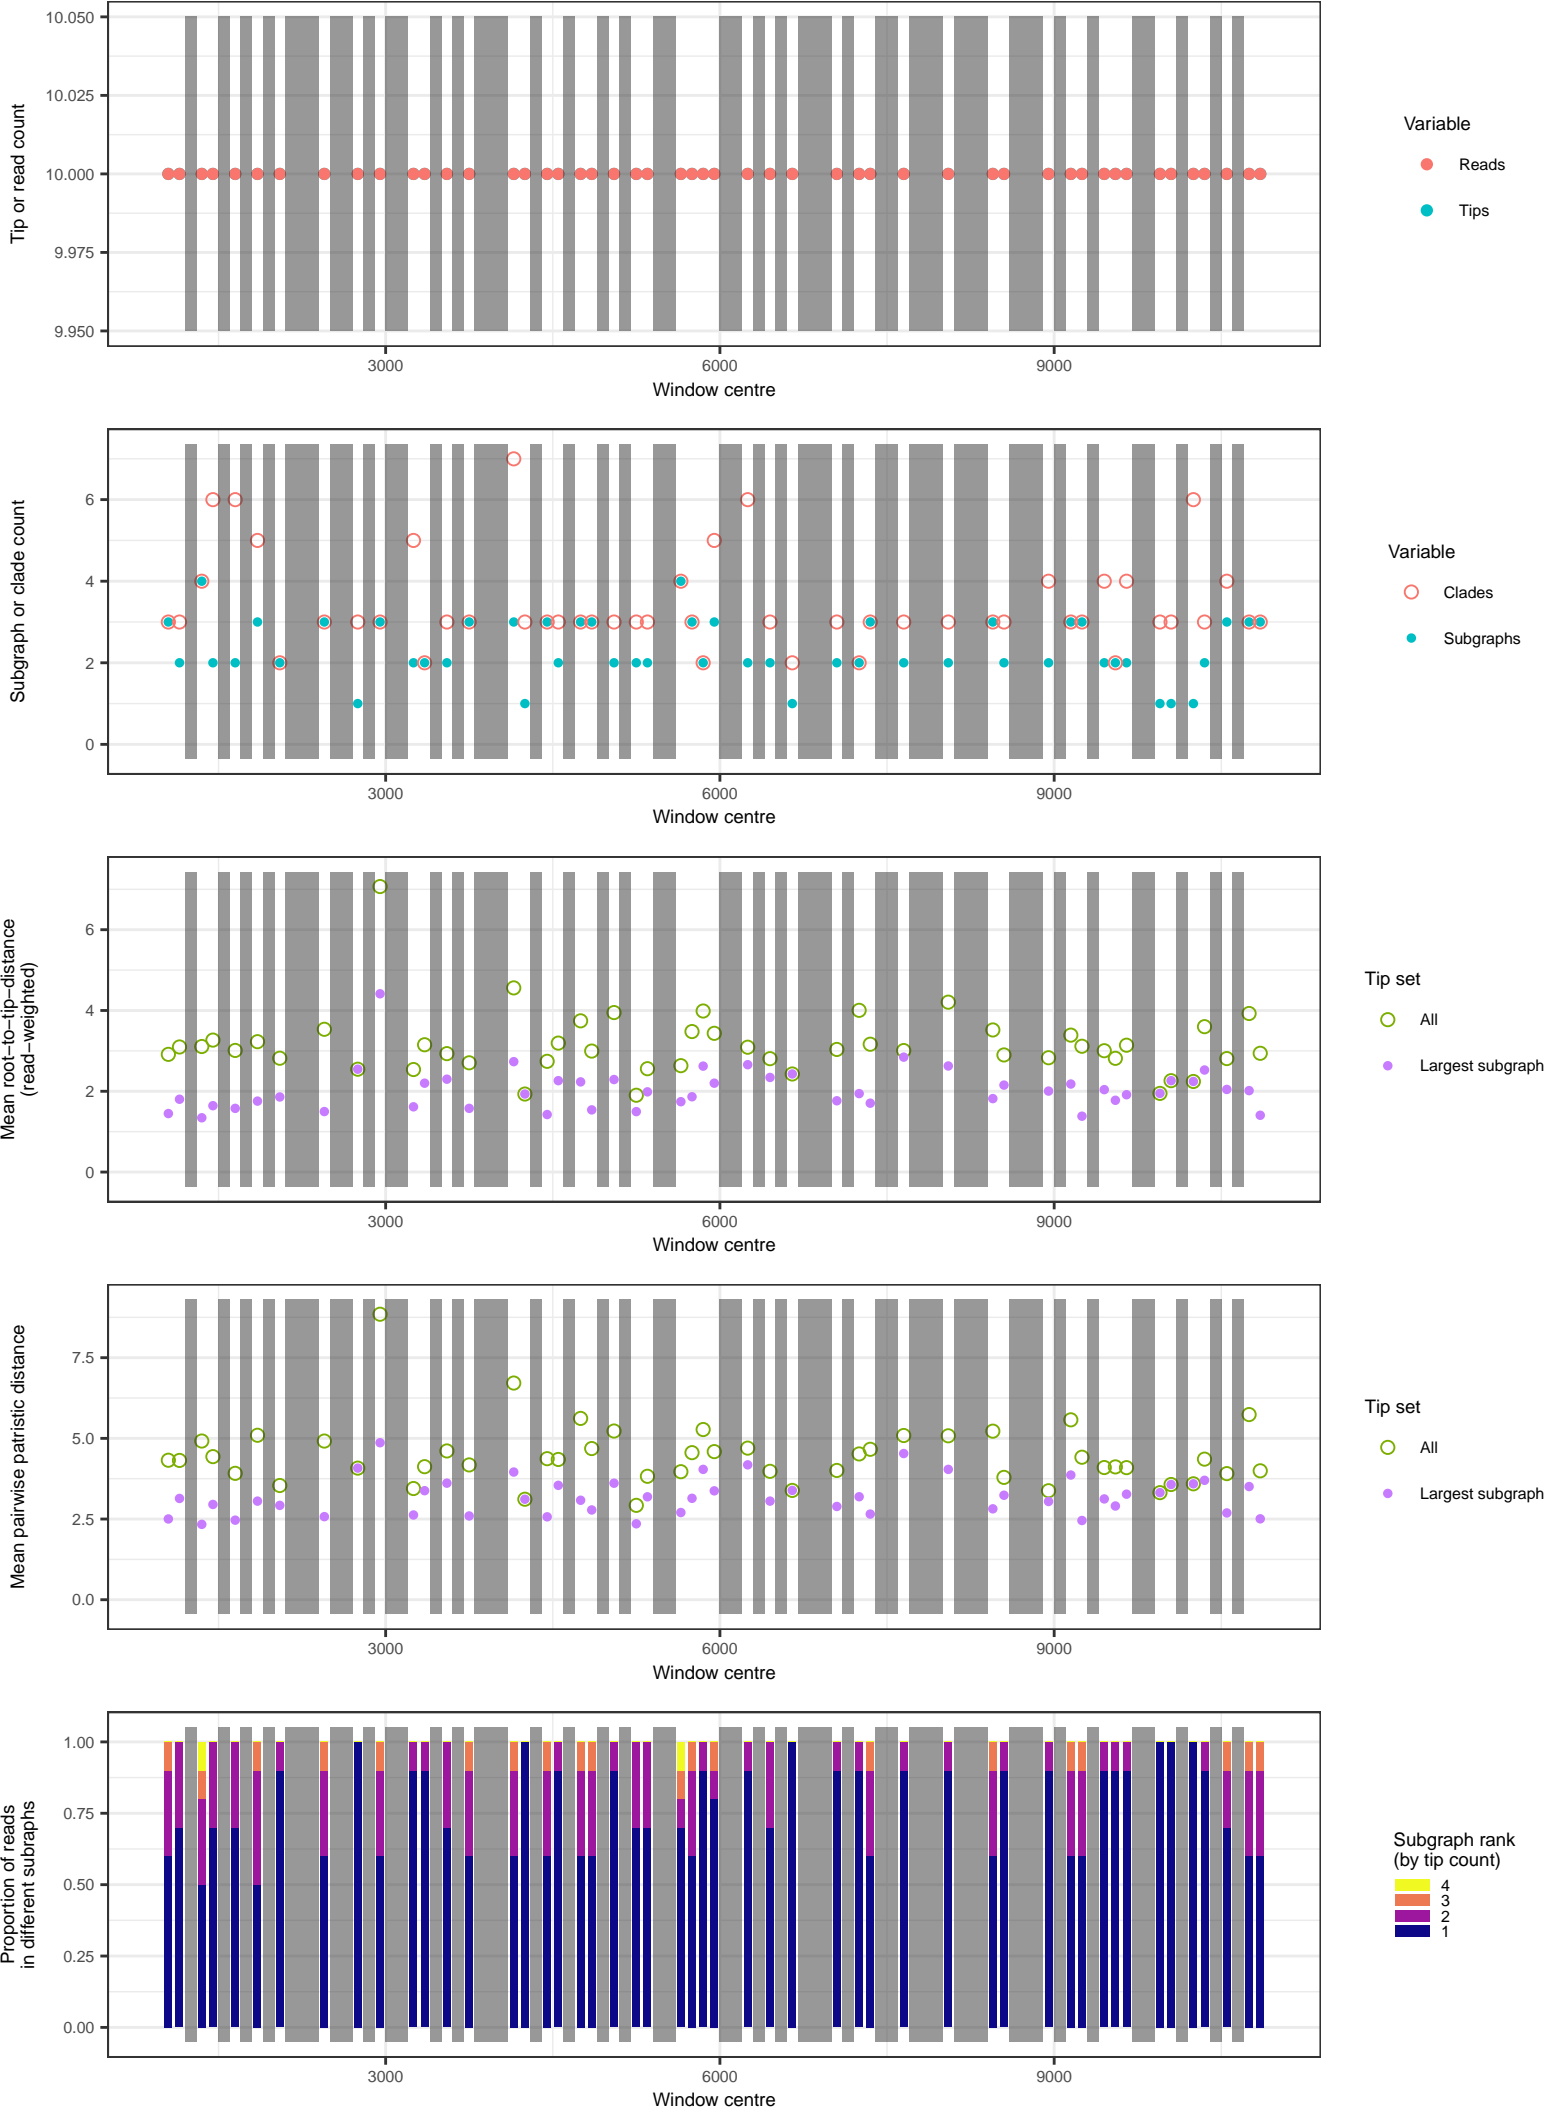 10.050
10.025
10.000
9.975
9.950
Tip or read count
3000 6000 9000
Window centre
Variable
Reads
Tips
6
4
2
0
Subgraph or clade count
3000 6000 9000
Window centre
Variable
Clades
Subgraphs
6
4
2
0
Mean root−to−tip−distance
(read−weighted)
3000 6000 9000
Window centre
Tip set
All
Largest subgraph
7.5
5.0
2.5
0.0
Mean pairwise patristic distance
3000 6000 9000
Window centre
Tip set
All
Largest subgraph
1.00
0.75
0.50
0.25
0.00
Proportion of reads
in different subraphs
3000 6000 9000
Window centre
Subgraph rank
(by tip count)
4
3
2
1